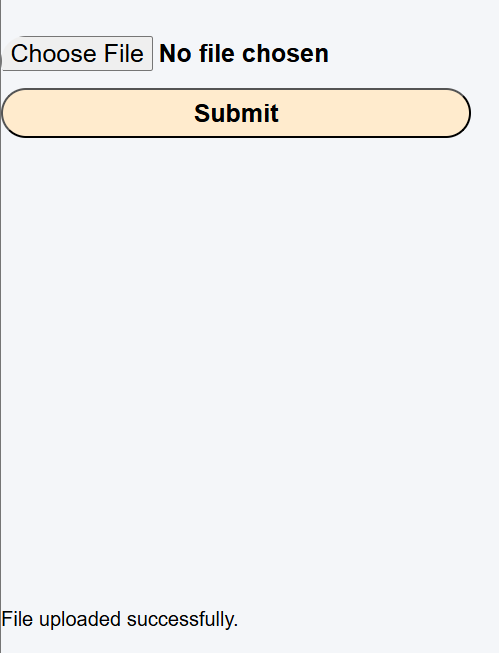 Choose File No file chosen
Submit
File uploaded successfully.